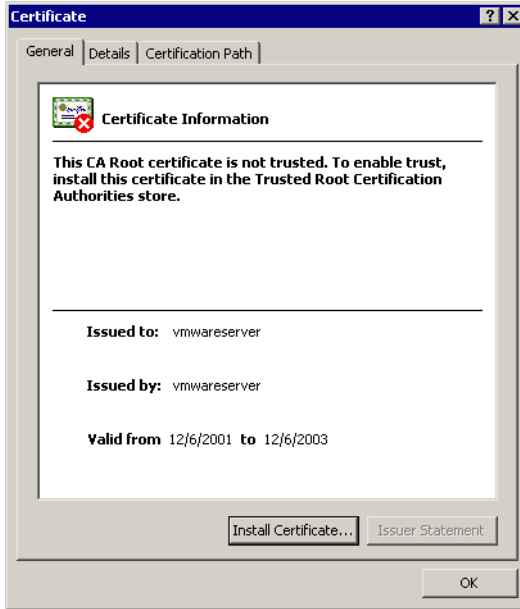 Certificate
General
Details
Certification Path
Certificate Information
This CA Root certificate is not trusted. To enable trust,
install this certificate in the Trusted Root Certification
Authorities store.
Issued to: vmwareserver
Issued by: vmwareserver
Valid from 12/6/2001 to 12/6/2003
Install Certificate...
Issuer Statement
OK